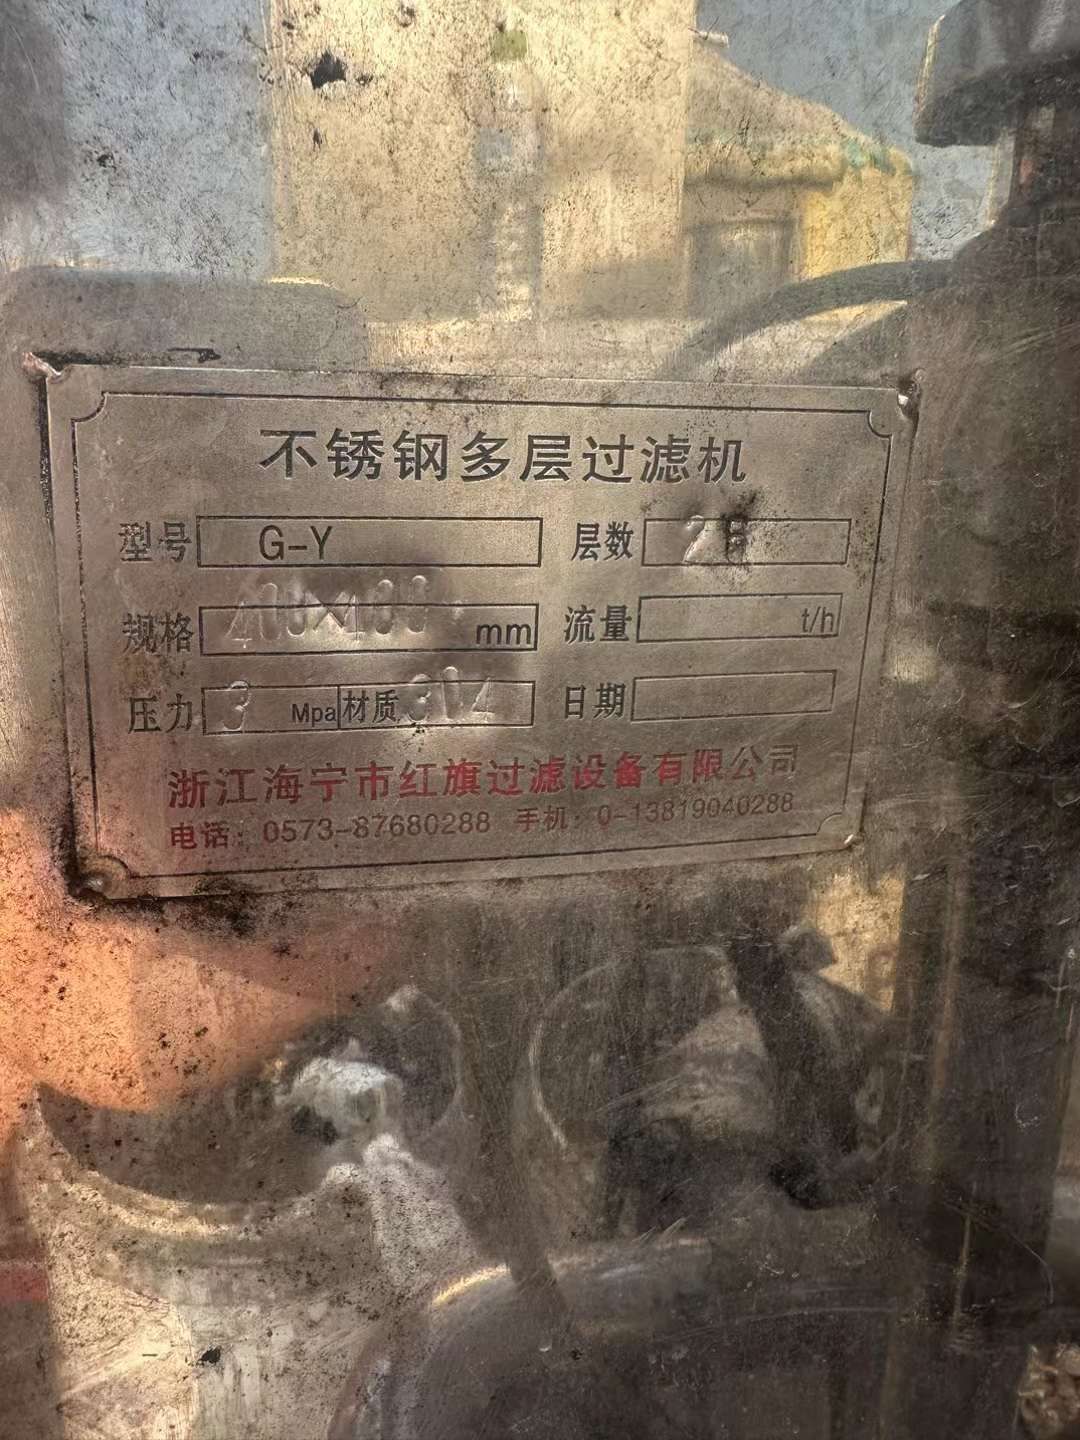 不锈钢多层过滤机
型号 G-Y 层数
规格 400×400 mm 流量 t/h
压力 3 Mpa 材质 304 日期
浙江海宁市红旗过滤设备有限公司
电话：0573-87680288 手机：0-13819040288